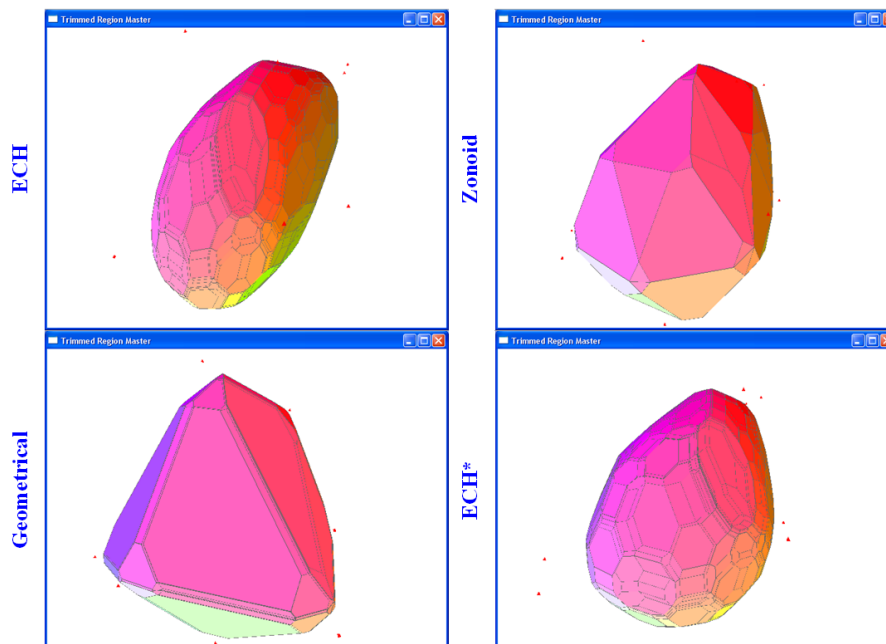 Trimmed Region Master
Trimmed Region Master
ECH
Zonoid
Trimmed Region Master
Trimmed Region Master
Geometrical
ECH*